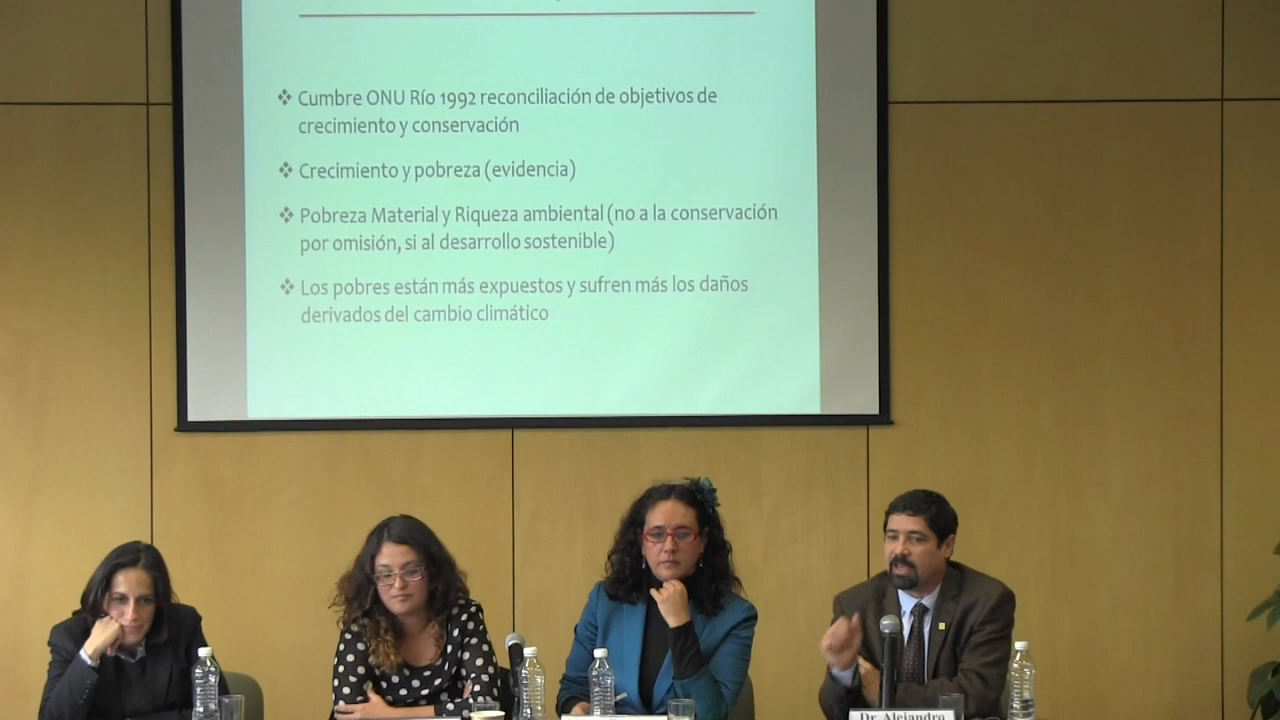 ❖ Cumbre ONU Río 1992 reconciliación de objetivos de
crecimiento y conservación
❖ Crecimiento y pobreza (evidencia)
❖ Pobreza Material y Riqueza ambiental (no a la conservación
por omisión, si al desarrollo sostenible)
❖ Los pobres están más expuestos y sufren más los daños
derivados del cambio climático
Dr. Alejandro